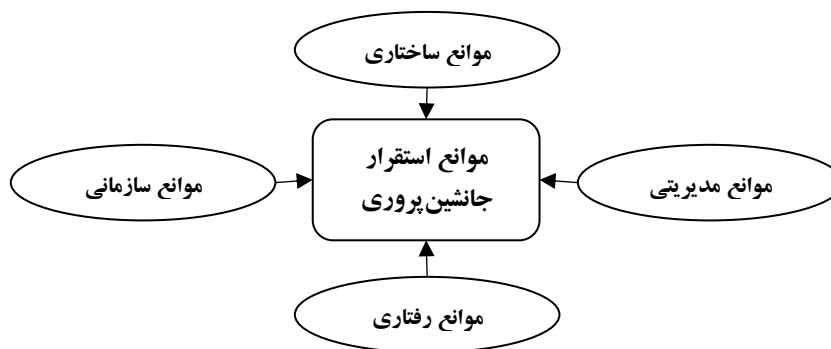 موانع ساختاری
موانع استقرار
جانشین‌پروری
موانع مدیریتی
موانع سازمانی
موانع رفتاری